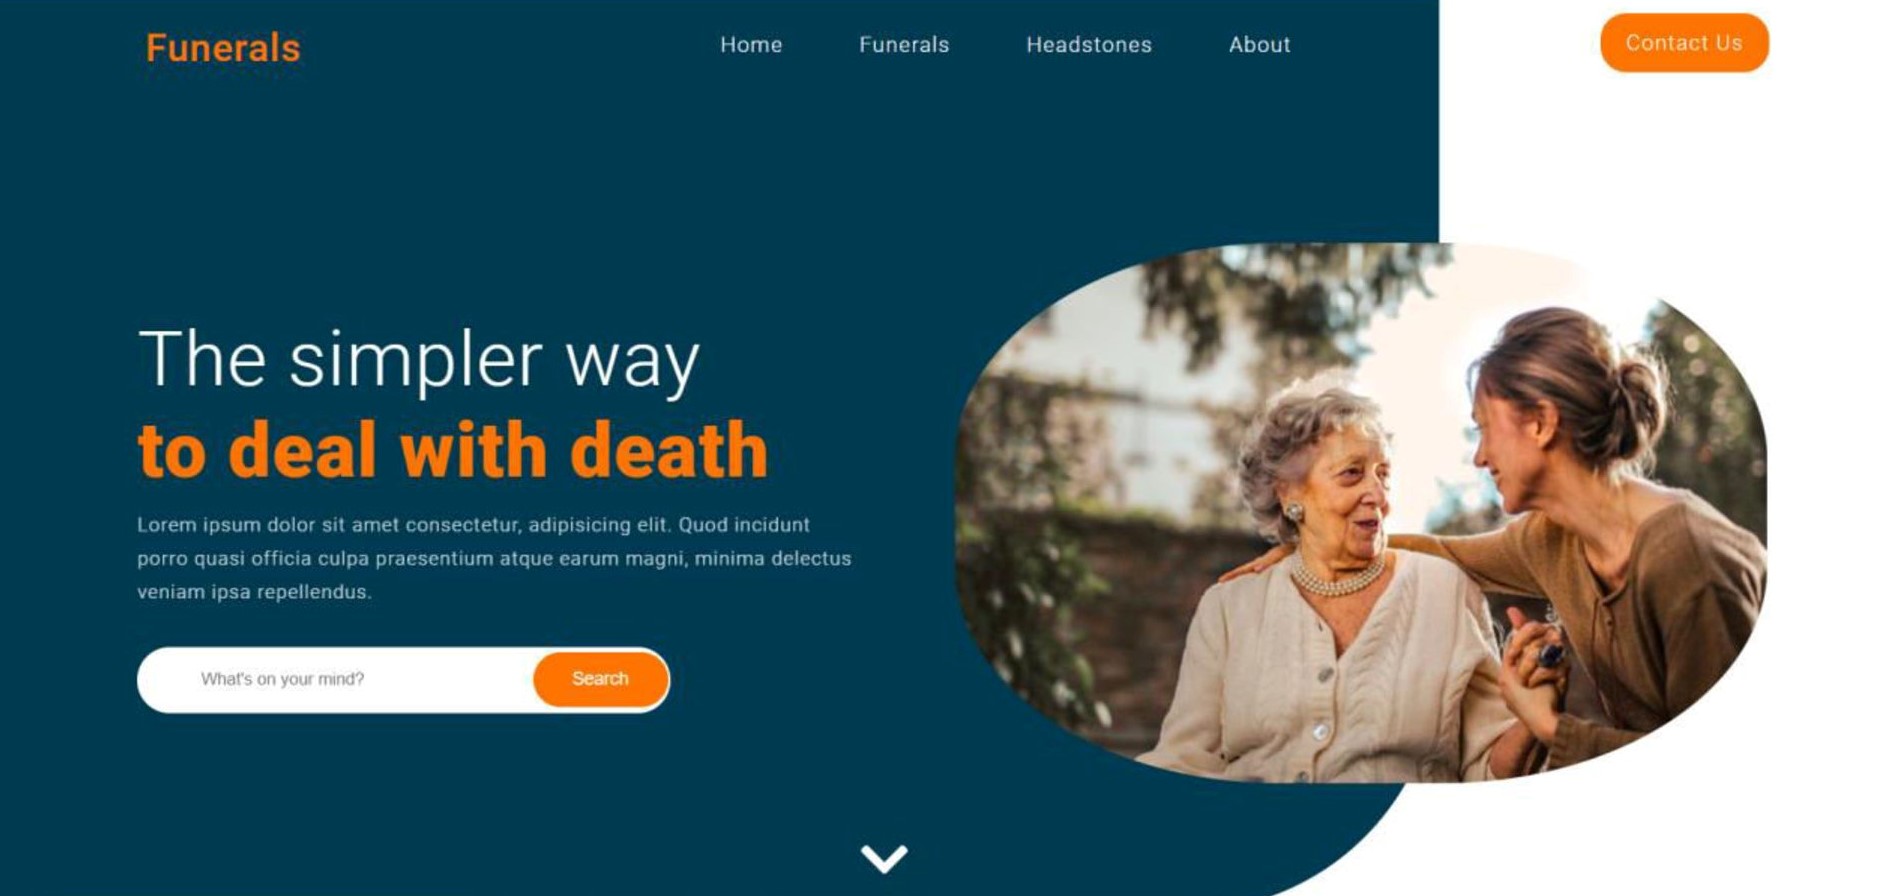 Funerals
Home
Funerals
Headstones
About
Contact Us
The simpler way
to deal with death
Lorem ipsum dolor sit amet consectetur, adipisicing elit. Quod incidunt
porro quasi officia culpa praesentium atque earum magni, minima delectus
veniam ipsa repellendus.
What's on your mind?
Search